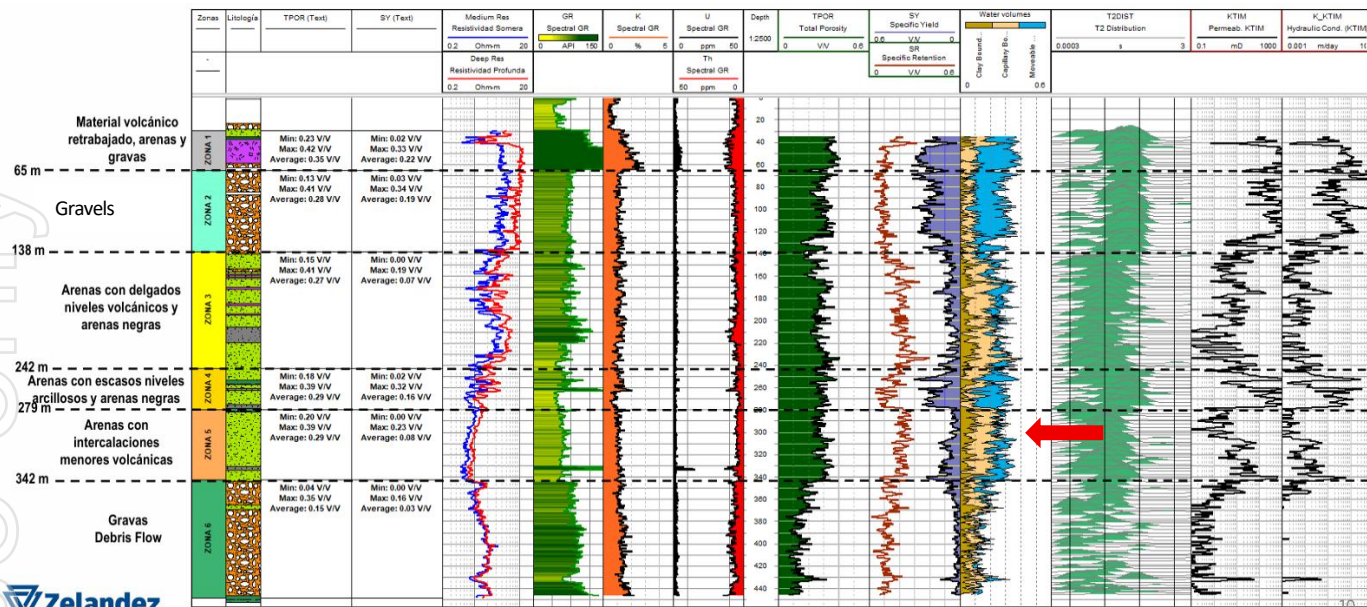 Zonas
Litología
TPOR (Text)
SY (Text)
Medium Res
Resistividad Somera
0.2 Ohm-m 20
Deep Res
Resistividad Profunda
0.2 Ohm-m 20
GR
Spectral GR
0 API 150
K
Spectral GR
0 % 5
U
Spectral GR
0 ppm 50
Th
Spectral GR
50 ppm 0
Depth
1:2500
TPOR
Total Porosity
0 V/V 0.6
SY
Specific Yield
0.6 V/V 0
SR
Specific Retention
0 V/V 0.6
Water volumes
Clay Bound...
Capillary Bo...
Moveable ...
0 0.6
T2DIST
T2 Distribution
0.0003 s 3
KTIM
Permeab. KTIM
0.1 mD 1000
K_KTIM
Hydraulic Cond. (KTIM)
0.001 m/day 10
Material volcánico
retrabajado, arenas y
gravas
65 m
ZONA 1
Min: 0.23 V/V
Max: 0.42 V/V
Average: 0.35 V/V
Min: 0.02 V/V
Max: 0.33 V/V
Average: 0.22 V/V
Gravels
138 m
ZONA 2
Min: 0.13 V/V
Max: 0.41 V/V
Average: 0.28 V/V
Min: 0.03 V/V
Max: 0.34 V/V
Average: 0.19 V/V
Arenas con delgados
niveles volcánicos y
arenas negras
242 m
ZONA 3
Min: 0.15 V/V
Max: 0.41 V/V
Average: 0.27 V/V
Min: 0.00 V/V
Max: 0.19 V/V
Average: 0.07 V/V
Arenas con escasos niveles
arcillosos y arenas negras
279 m
ZONA 4
Min: 0.18 V/V
Max: 0.39 V/V
Average: 0.29 V/V
Min: 0.02 V/V
Max: 0.32 V/V
Average: 0.16 V/V
Arenas con
intercalaciones
menores volcánicas
342 m
ZONA 5
Min: 0.20 V/V
Max: 0.39 V/V
Average: 0.29 V/V
Min: 0.00 V/V
Max: 0.23 V/V
Average: 0.08 V/V
Gravas
Debris Flow
ZONA 6
Min: 0.04 V/V
Max: 0.35 V/V
Average: 0.15 V/V
Min: 0.00 V/V
Max: 0.16 V/V
Average: 0.03 V/V
20
40
60
80
100
120
140
160
180
200
220
240
260
280
300
320
340
360
380
400
420
440
Zelandez
10